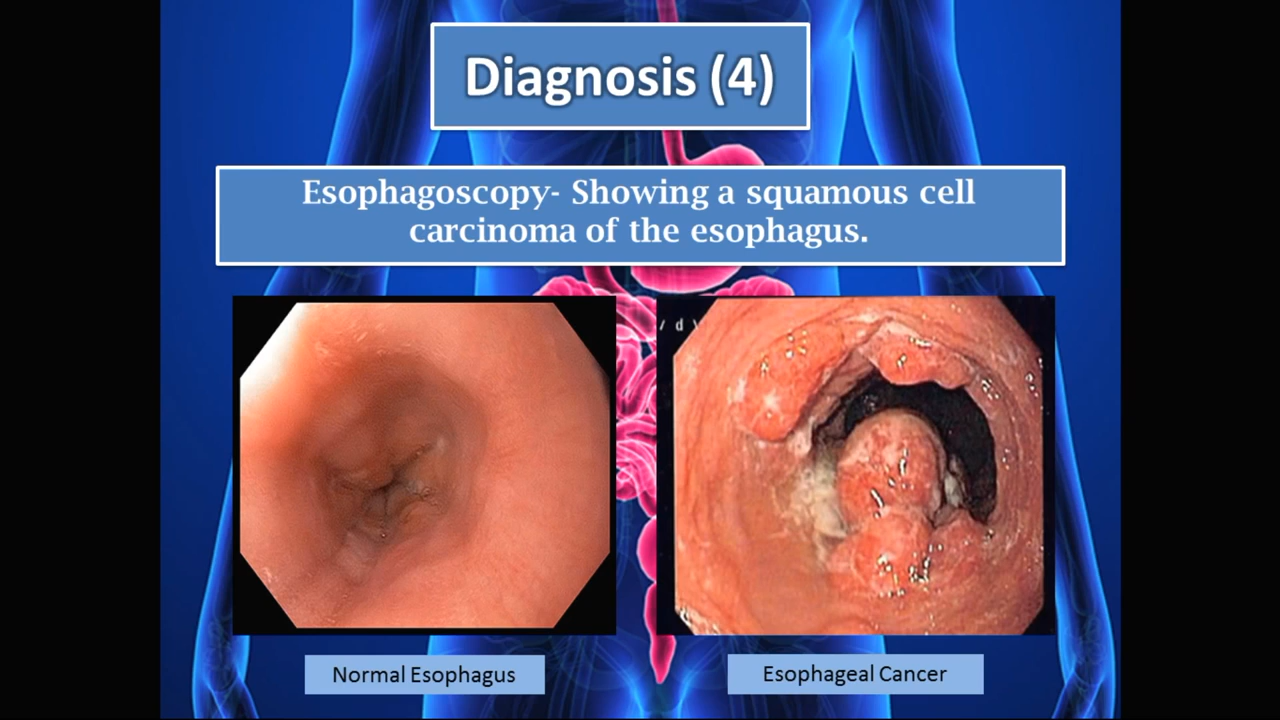 Diagnosis (4)
Esophagoscopy- Showing a squamous cell
carcinoma of the esophagus.
/ d \
Normal Esophagus
Esophageal Cancer